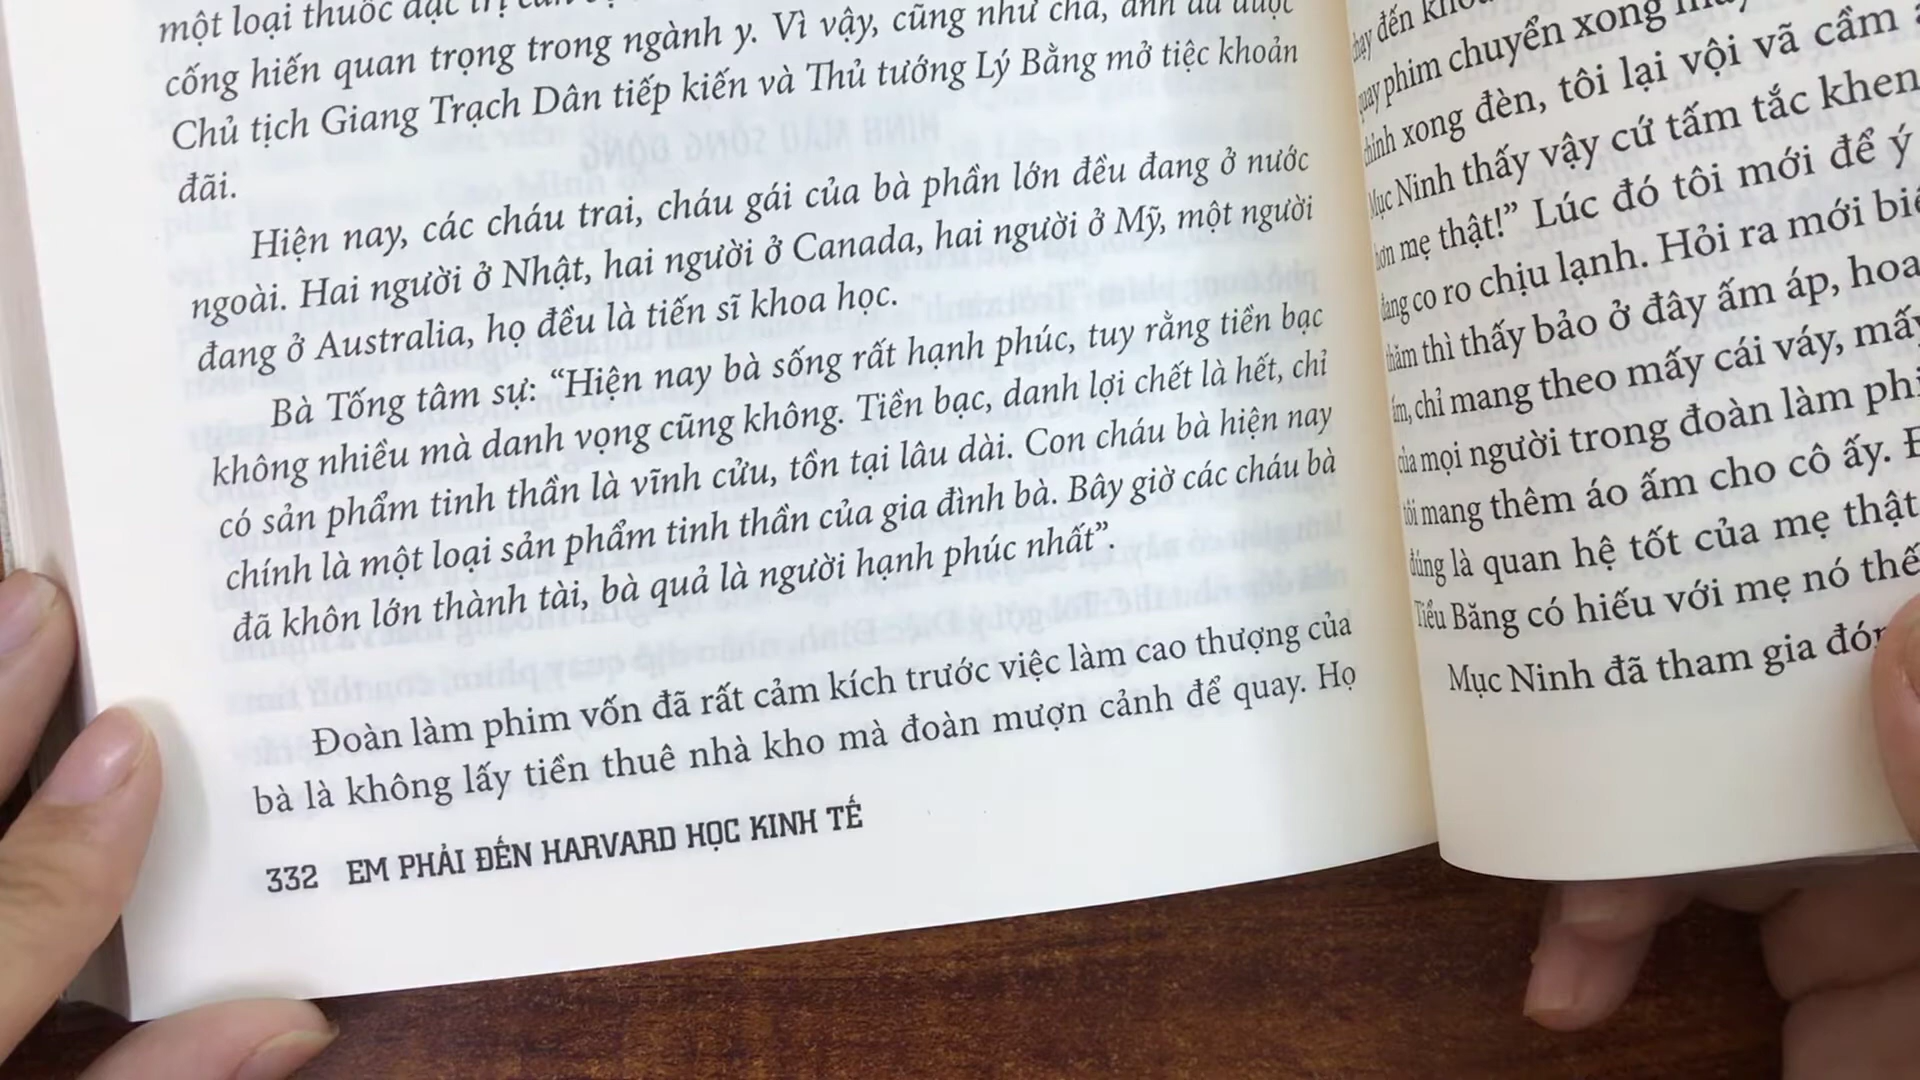 một loại thuốc đặc trị
cống hiến quan trọng trong ngành y. Vì vậy, cũng như cha, anh đã được
Chủ tịch Giang Trạch Dân tiếp kiến và Thủ tướng Lý Bằng mở tiệc khoản
đãi.
Hiện nay, các cháu trai, cháu gái của bà phần lớn đều đang ở nước
ngoài. Hai người ở Nhật, hai người ở Canada, hai người ở Mỹ, một người
đang ở Australia, họ đều là tiến sĩ khoa học.
Bà Tống tâm sự: “Hiện nay bà sống rất hạnh phúc, tuy rằng tiền bạc
không nhiều mà danh vọng cũng không. Tiền bạc, danh lợi chết là hết, chỉ
có sản phẩm tinh thần là vĩnh cửu, tồn tại lâu dài. Con cháu bà hiện nay
chính là một loại sản phẩm tinh thần của gia đình bà. Bây giờ các cháu bà
đã khôn lớn thành tài, bà quả là người hạnh phúc nhất”.
Đoàn làm phim vốn đã rất cảm kích trước việc làm cao thượng của
bà là không lấy tiền thuê nhà kho mà đoàn mượn cảnh để quay. Họ
332 EM PHẢI ĐẾN HARVARD HỌC KINH TẾ
chạy đến
quay phim chuyển xong
chỉnh xong đèn, tôi lại vội vã cầm
Mục Ninh thấy vậy cứ tấm tắc khen
hơn mẹ thật!” Lúc đó tôi mới để ý
đang co ro chịu lạnh. Hỏi ra mới
thăm thì thấy bảo ở đây ấm áp, hoa
ấm, chỉ mang theo mấy cái váy, mấy
của mọi người trong đoàn làm
tôi mang thêm áo ấm cho cô ấy.
đúng là quan hệ tốt của mẹ thật
Tiểu Băng có hiếu với mẹ nó thế
Mục Ninh đã tham gia